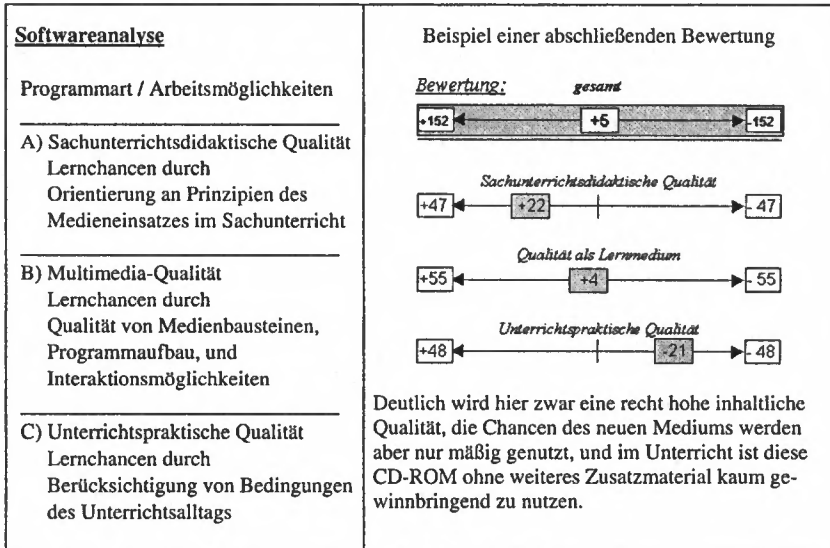 Softwareanalyse
Programmart / Arbeitsmöglichkeiten
A) Sachunterrichtsdidaktische Qualität
Lernchancen durch
Orientierung an Prinzipien des
Medieneinsatzes im Sachunterricht
B) Multimedia-Qualität
Lernchancen durch
Qualität von Medienbausteinen,
Programmaufbau, und
Interaktionsmöglichkeiten
C) Unterrichtspraktische Qualität
Lernchancen durch
Berücksichtigung von Bedingungen
des Unterrichtsalltags
Beispiel einer abschließenden Bewertung
Bewertung: gesamt
+152 +5 -152
Sachunterrichtsdidaktische Qualität
+47 +22 - 47
Qualität als Lernmedium
+55 +4 - 55
Unterrichtspraktische Qualität
+48 -21 - 48
Deutlich wird hier zwar eine recht hohe inhaltliche
Qualität, die Chancen des neuen Mediums werden
aber nur mäßig genutzt, und im Unterricht ist diese
CD-ROM ohne weiteres Zusatzmaterial kaum ge-
winnbringend zu nutzen.